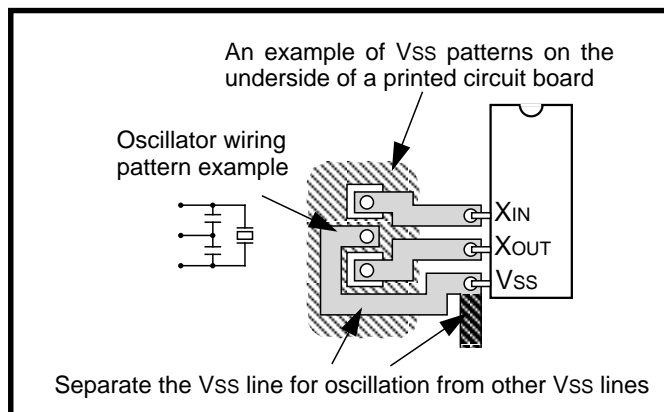 An example of VSS patterns on the
underside of a printed circuit board
Oscillator wiring
pattern example
XIN
XOUT
VSS
Separate the VSS line for oscillation from other VSS lines